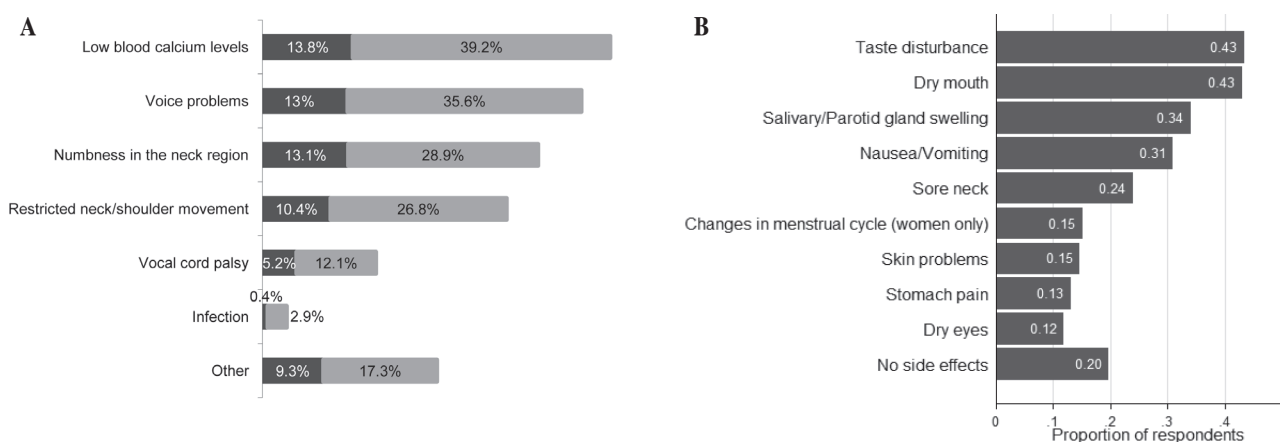 A
Low blood calcium levels 13.8% 39.2%
Voice problems 13% 35.6%
Numbness in the neck region 13.1% 28.9%
Restricted neck/shoulder movement 10.4% 26.8%
Vocal cord palsy 5.2% 12.1%
0.4%
Infection 2.9%
Other 9.3% 17.3%
B
Taste disturbance 0.43
Dry mouth 0.43
Salivary/Parotid gland swelling 0.34
Nausea/Vomiting 0.31
Sore neck 0.24
Changes in menstrual cycle (women only) 0.15
Skin problems 0.15
Stomach pain 0.13
Dry eyes 0.12
No side effects 0.20
0 .1 .2 .3 .4
Proportion of respondents